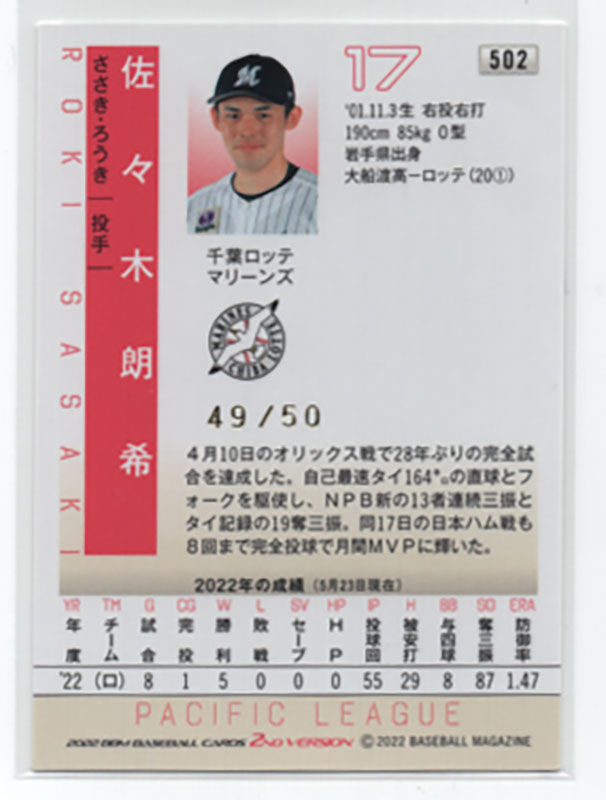 502
17
'01.11.3生 右投右打
190cm 85kg O型
岩手県出身
大船渡高ーロッテ(20①)
佐々木朗希
ささき・ろうき 投手
ROKI SASAKI
千葉ロッテ
マリーンズ
MARINES
CHIBA LOTTE
49/50
4月10日のオリックス戦で28年ぶりの完全試
合を達成した。自己最速タイ164㌔の直球とフ
ォークを駆使し、NPB新の13者連続三振と
タイ記録の19奪三振。同17日の日本ハム戦も
8回まで完全投球で月間MVPに輝いた。
2022年の成績(5月23日現在)
YR TM G CG W L SV HP IP H BB SO ERA
年度 チーム 試合 完投 勝利 敗戦 セーブ HP 投球回 被安打 与四球 奪三振 防御率
'22 (ロ) 8 1 5 0 0 0 55 29 8 87 1.47
PACIFIC LEAGUE
2022 BBM BASEBALL CARDS 2ND VERSION ©2022 BASEBALL MAGAZINE